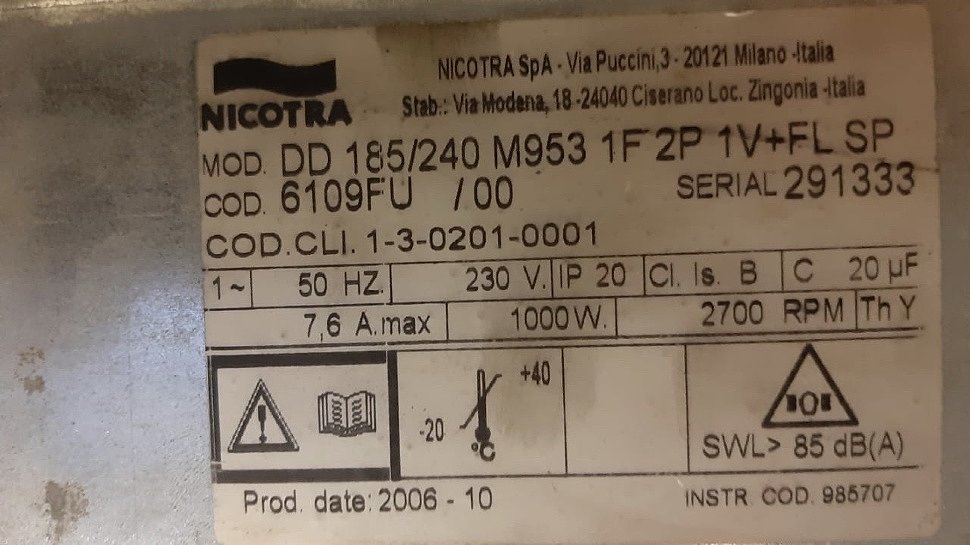 NICOTRA
NICOTRA SpA - Via Puccini,3 - 20121 Milano -Italia
Stab.: Via Modena, 18 -24040 Ciserano Loc. Zingonia -Italia
MOD. DD 185/240 M953 1F 2P 1V+FL SP
COD. 6109FU /00 SERIAL 291333
COD.CLI. 1-3-0201-0001
1~ 50 HZ. 230 V. IP 20 Cl. Is. B C 20 µF
7,6 A.max 1000W. 2700 RPM Th Y
-20 +40 °C
SWL> 85 dB(A)
Prod. date: 2006 - 10 INSTR COD. 985707